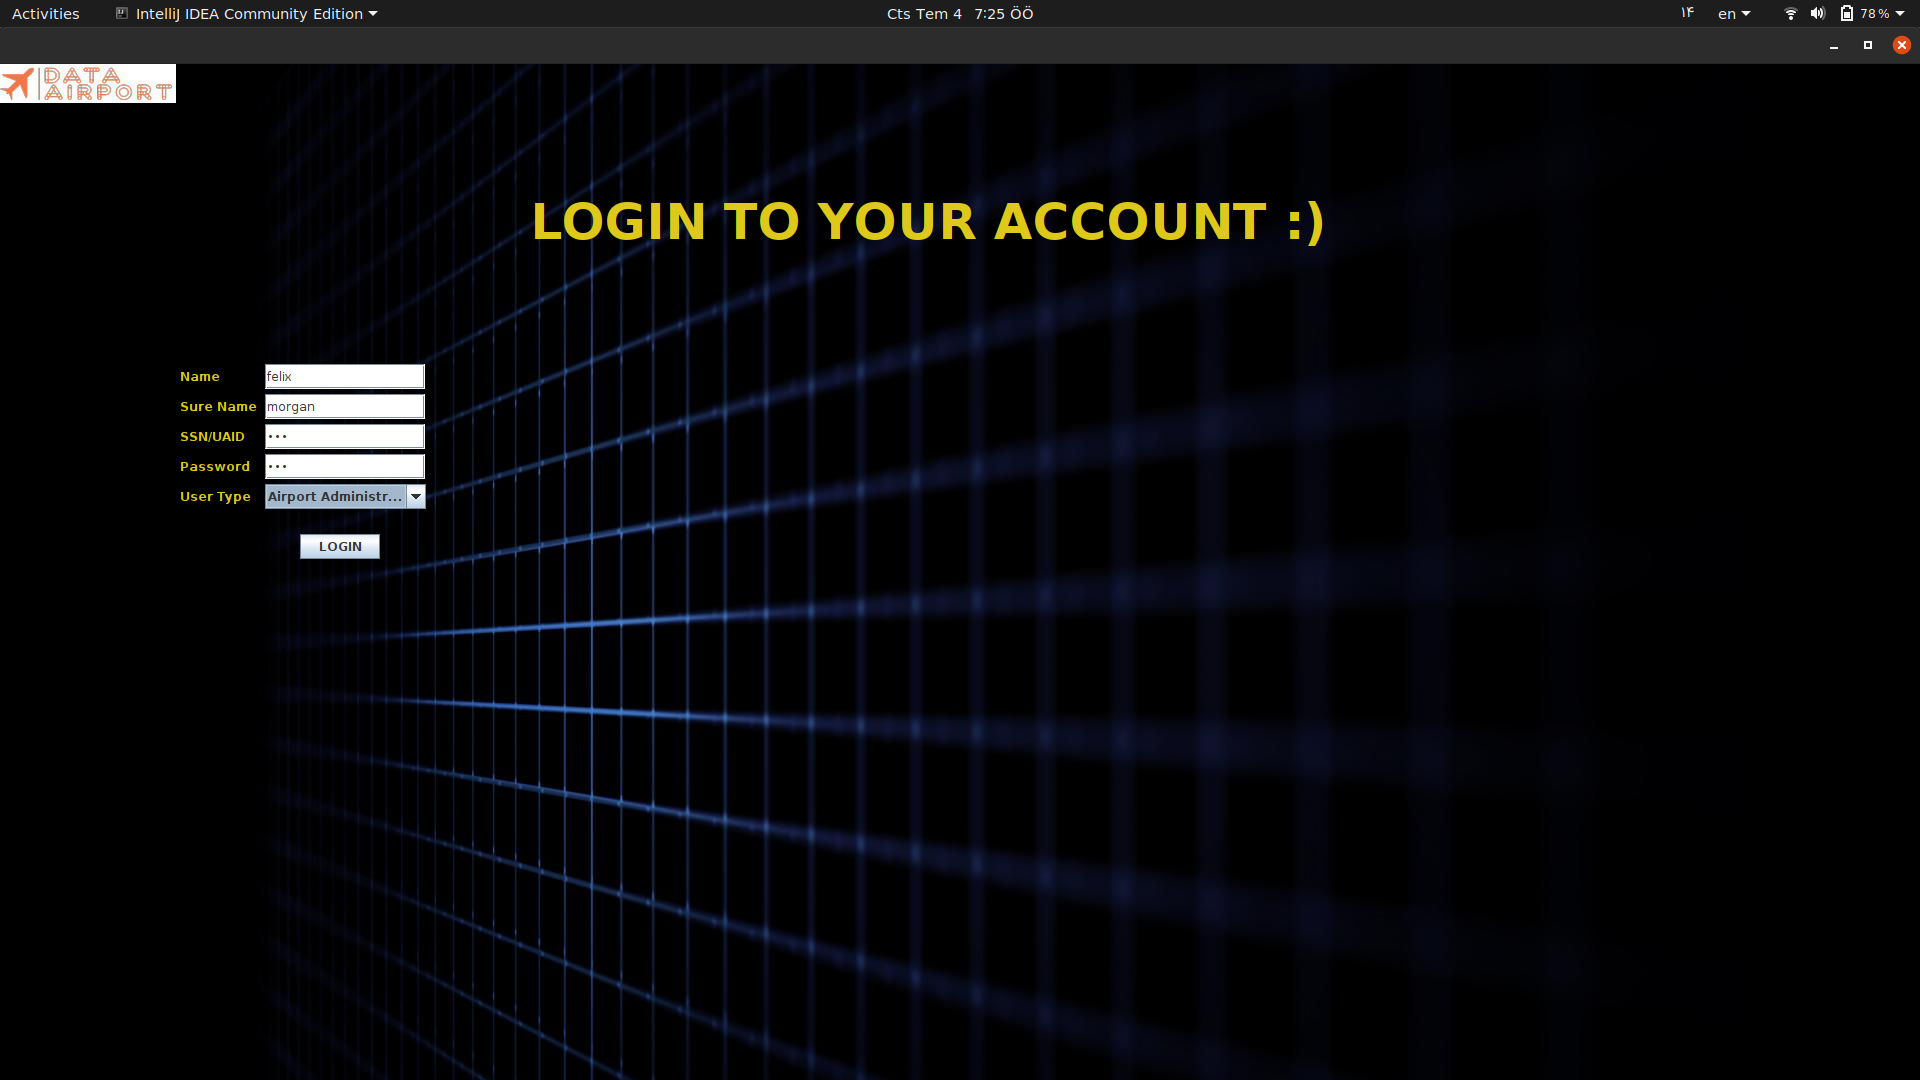 Activities IntelliJ IDEA Community Edition Cts Tem 4 7:25 ÖÖ ۱۴ en 78%
DATA
AIRPORT
LOGIN TO YOUR ACCOUNT :)
Name felix
Sure Name morgan
SSN/UAID •••
Password •••
User Type Airport Administr...
LOGIN